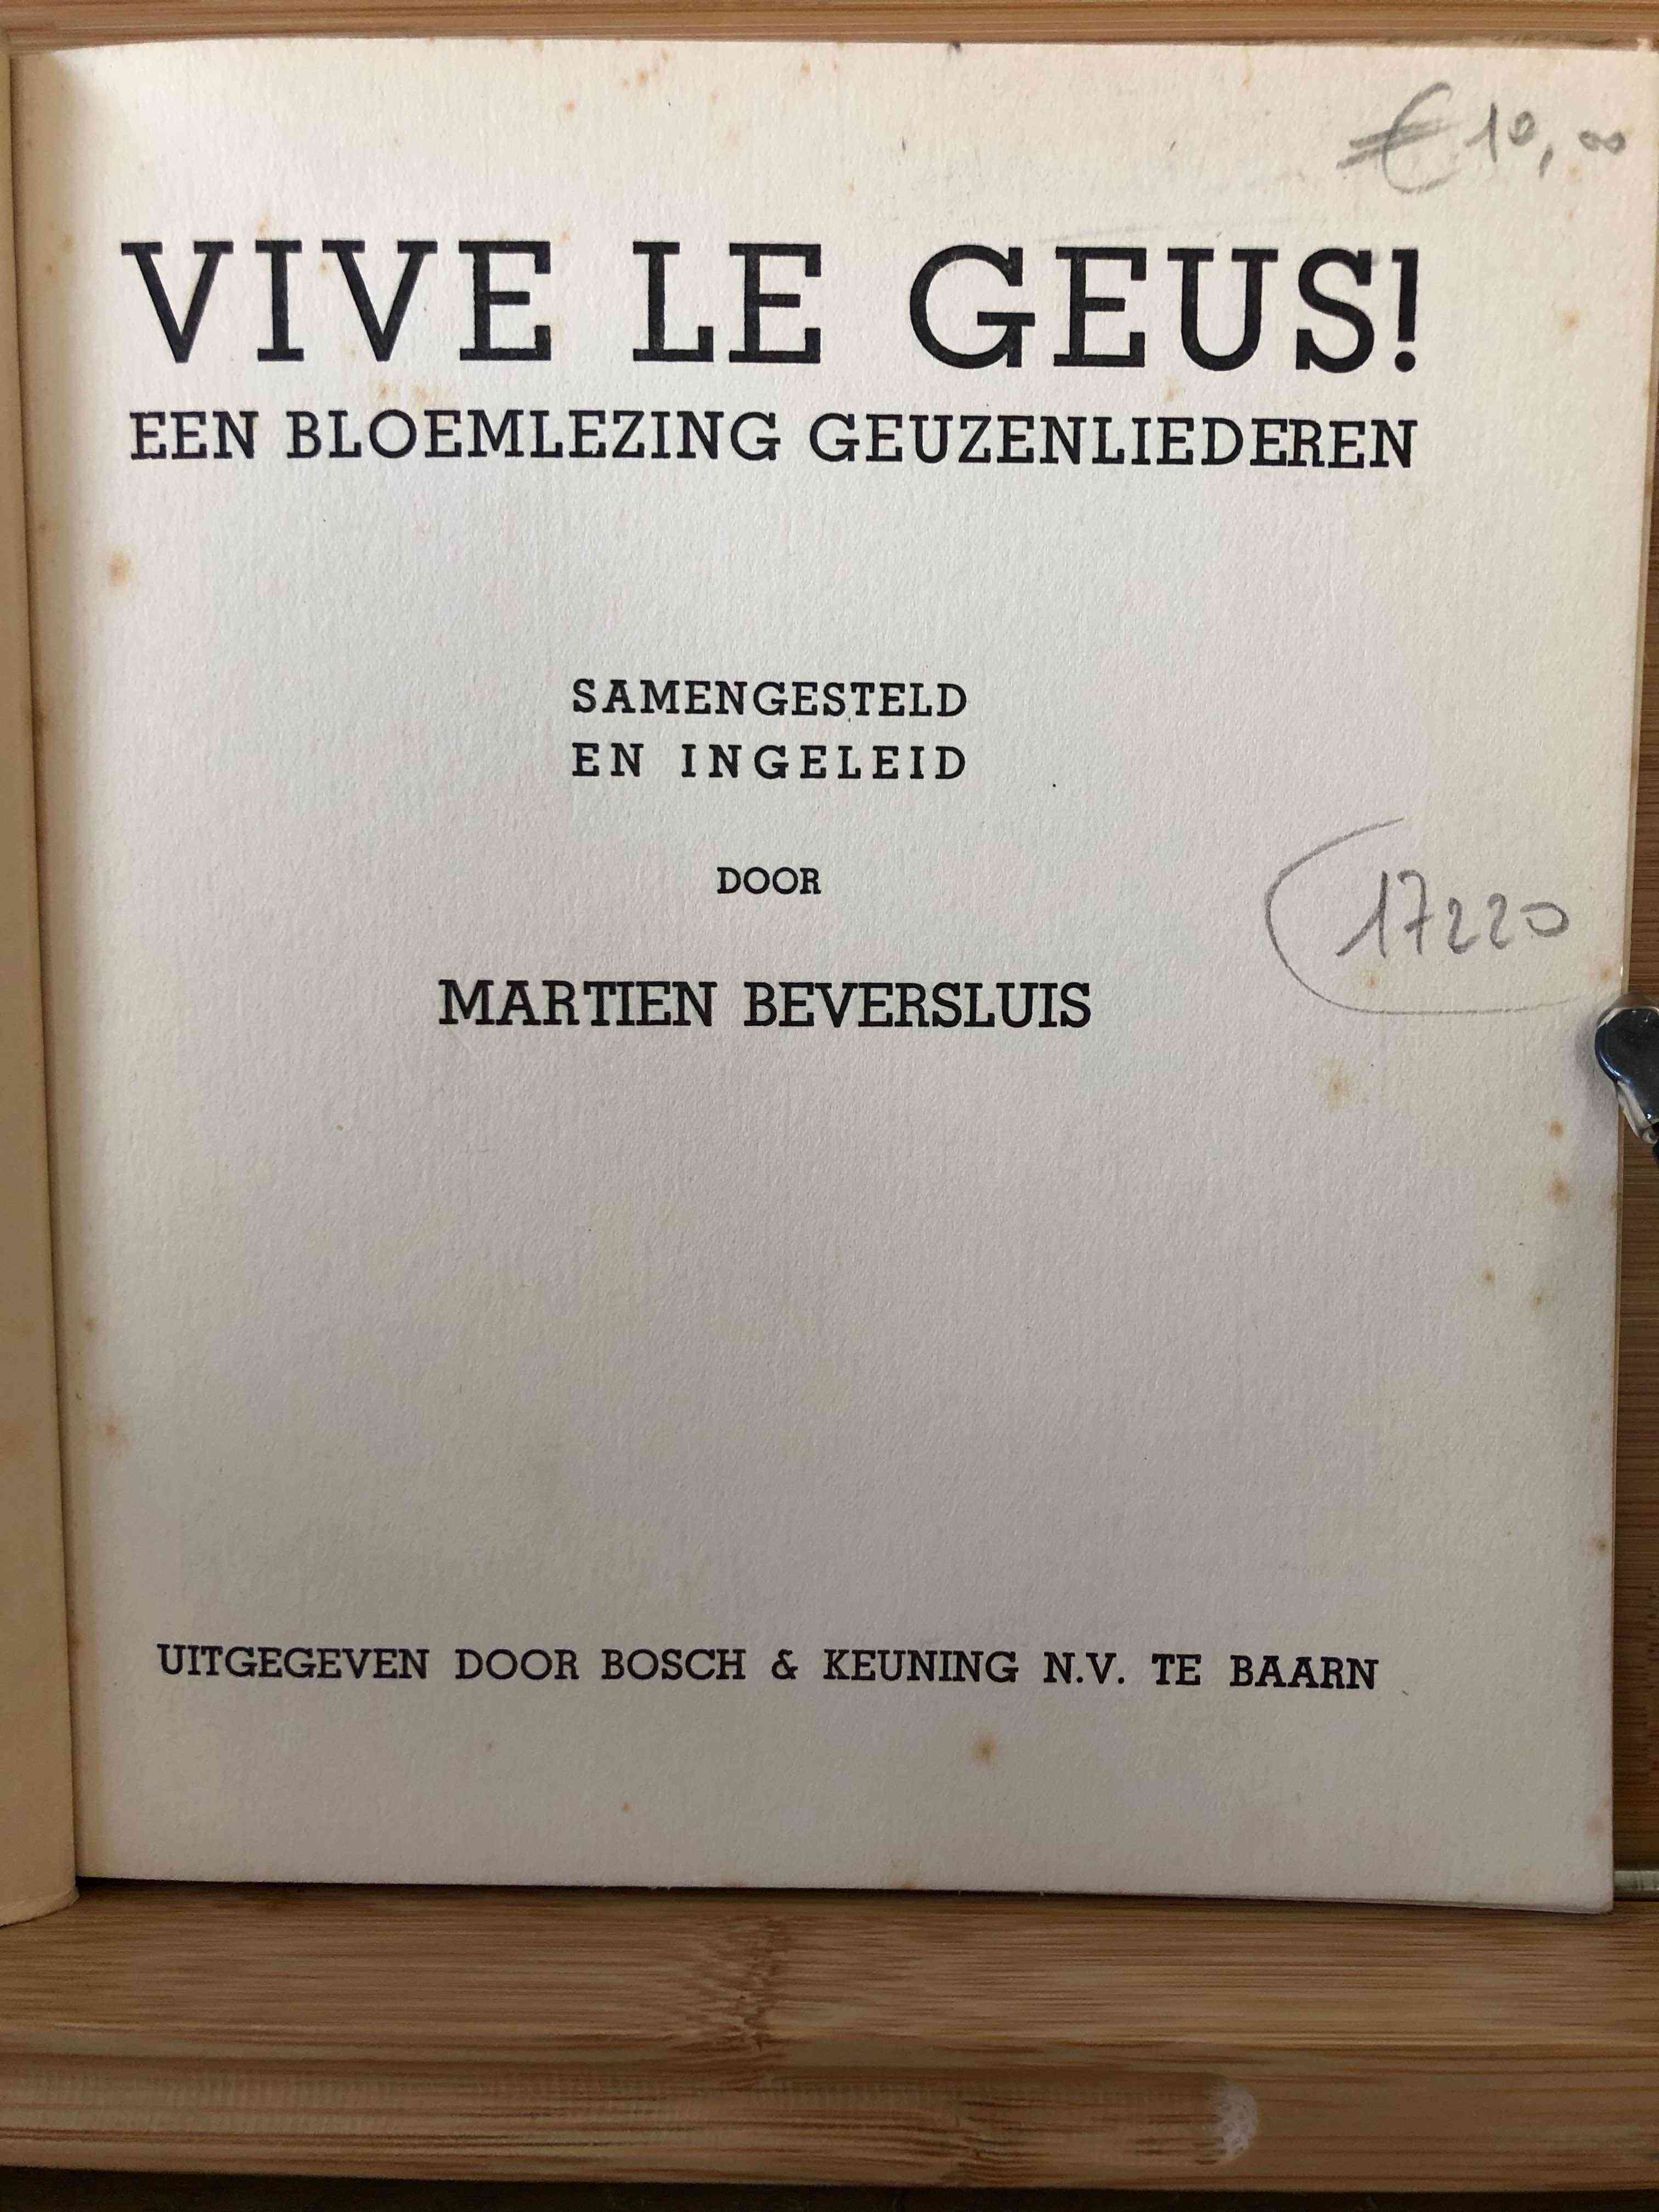 € 10,00
VIVE LE GEUS!
EEN BLOEMLEZING GEUZENLIEDEREN
SAMENGESTELD
EN INGELEID
DOOR
17220
MARTIEN BEVERSLUIS
UITGEGEVEN DOOR BOSCH & KEUNING N.V. TE BAARN